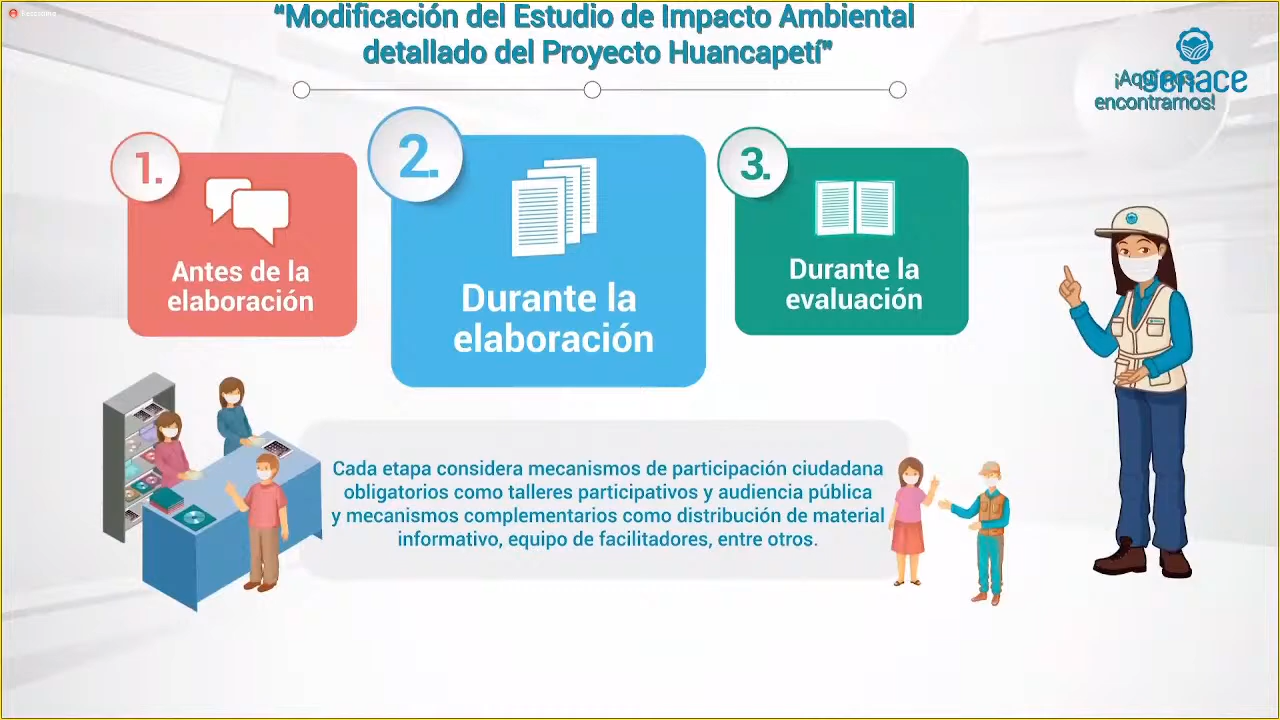 “Modificación del Estudio de Impacto Ambiental
detallado del Proyecto Huancapetí”
senace
encontramos!
1.
Antes de la
elaboración
2.
Durante la
elaboración
3.
Durante la
evaluación
Cada etapa considera mecanismos de participación ciudadana
obligatorios como talleres participativos y audiencia pública
y mecanismos complementarios como distribución de material
informativo, equipo de facilitadores, entre otros.